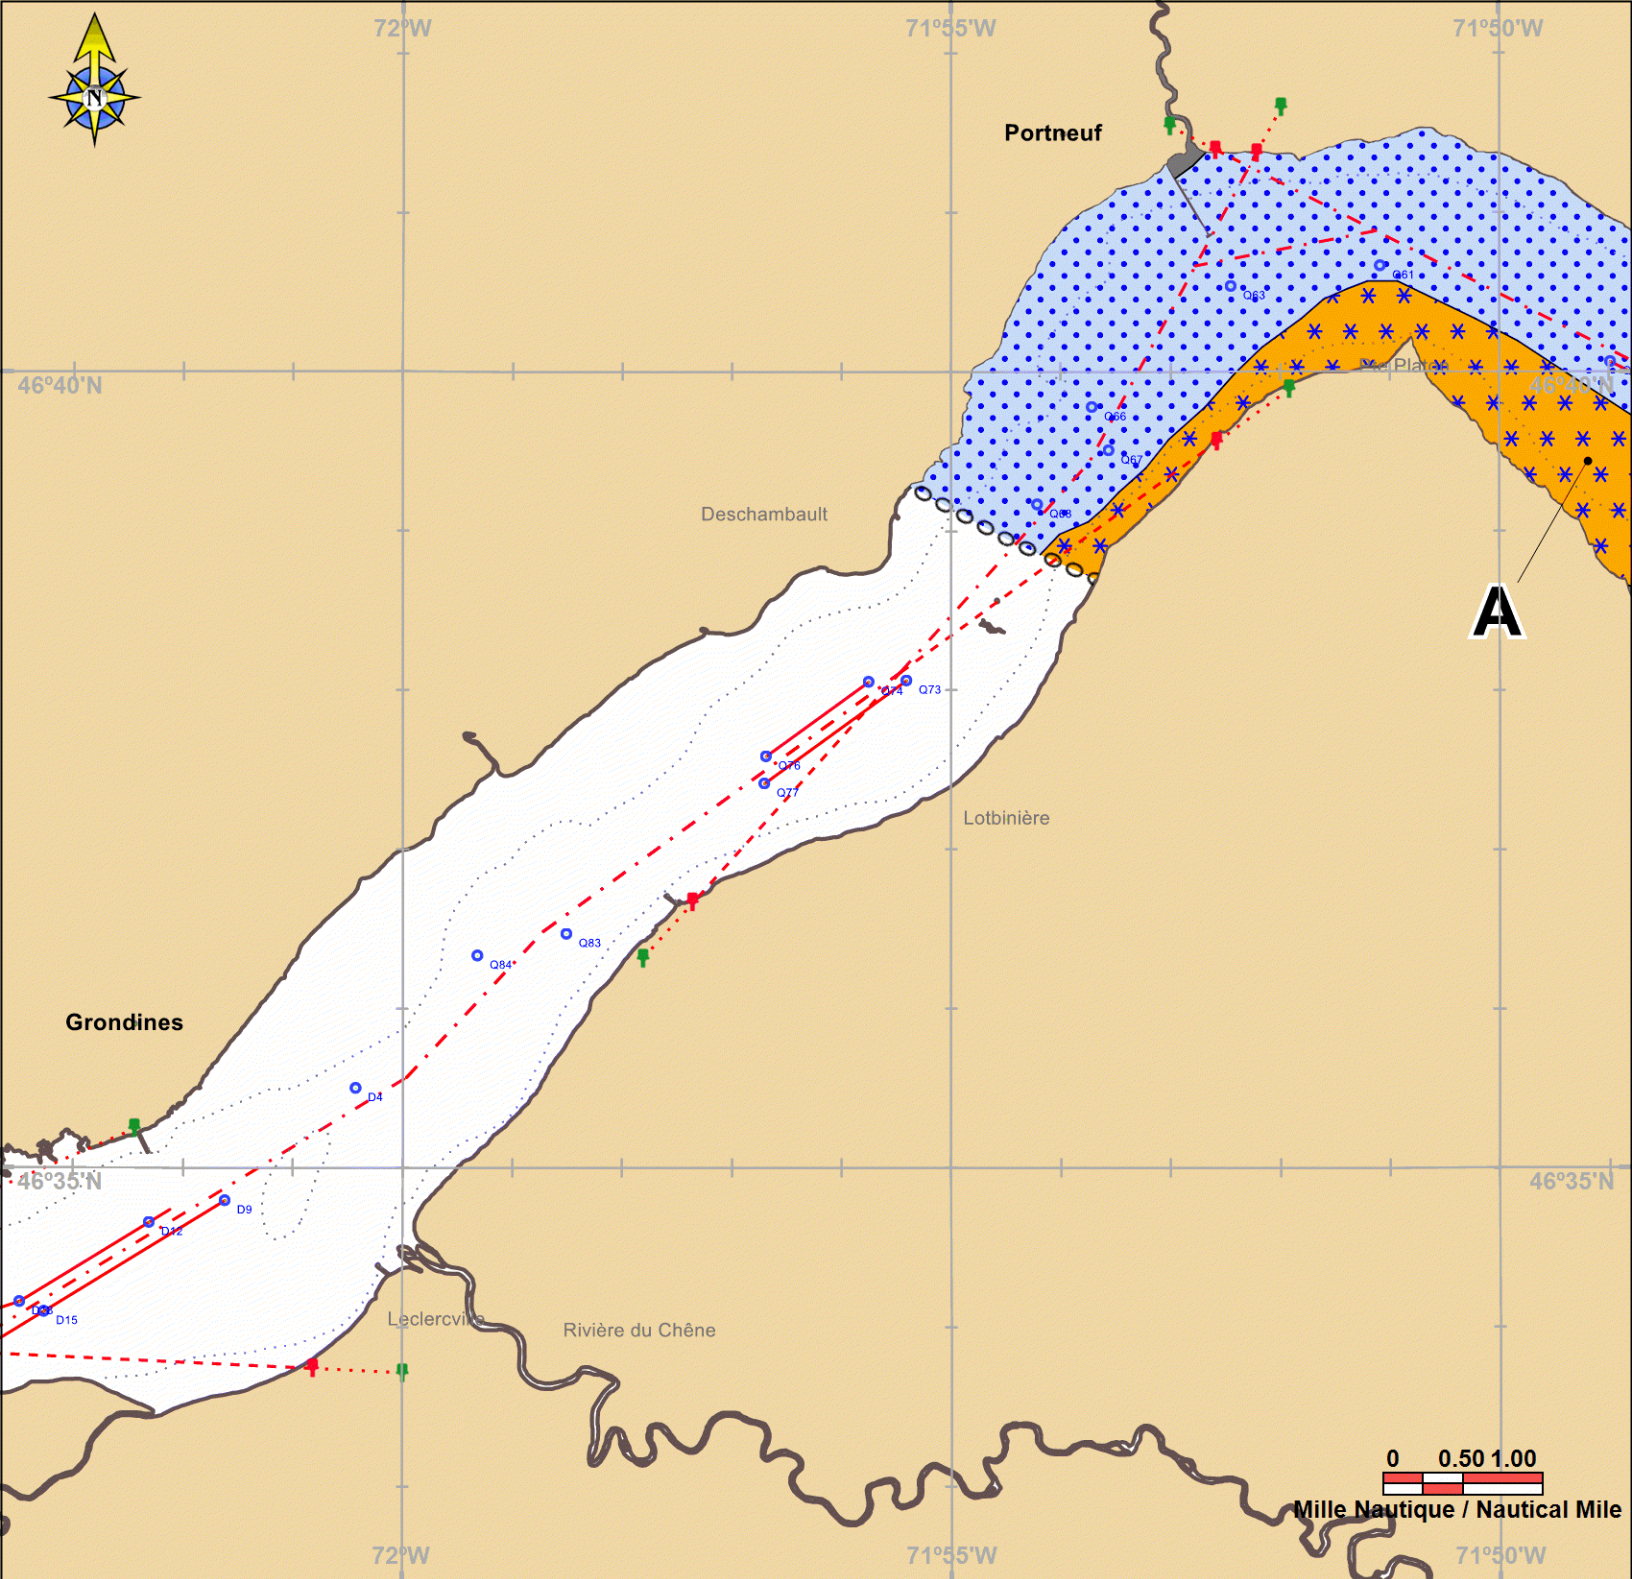 72°W 71°55'W 71°50'W
N
Portneuf
Q61
Q63
Pte Platon
46°40'N 46°40'N
Q66
Q67
Deschambault
Q68
A
Q74 Q73
Q76
Q77
Lotbinière
Q83
Q84
Grondines
D4
46°35'N 46°35'N
D9
D12
D15
Leclercville
Rivière du Chêne
0 0.50 1.00
Mille Nautique / Nautical Mile
72°W 71°55'W 71°50'W